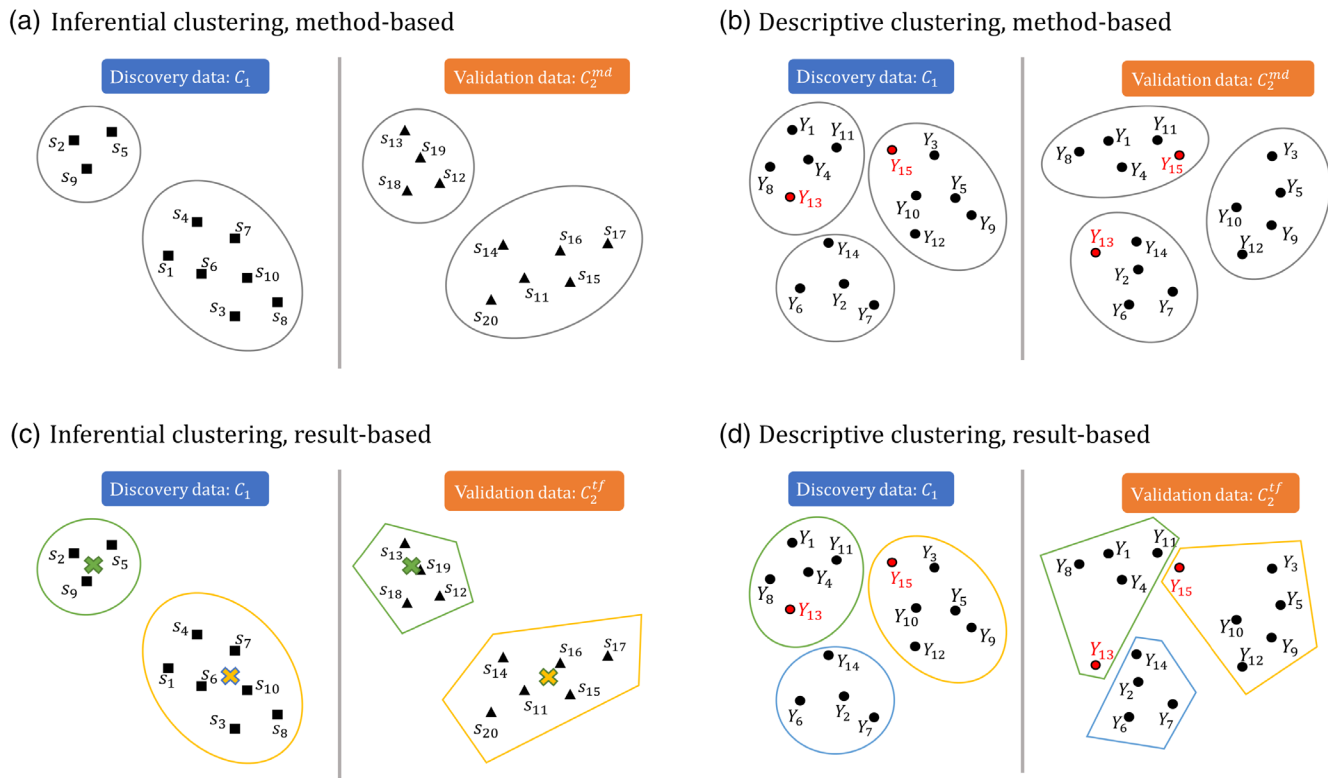 (a) Inferential clustering, method-based
Discovery data: C₁
Validation data: C₂ᵐᵈ
s₂
s₅
s₉
s₄
s₇
s₁
s₆
s₁₀
s₃
s₈
s₁₃
s₁₉
s₁₈
s₁₂
s₁₄
s₁₆
s₁₇
s₁₁
s₁₅
s₂₀
(b) Descriptive clustering, method-based
Discovery data: C₁
Validation data: C₂ᵐᵈ
Y₁
Y₁₁
Y₈
Y₄
Y₁₃
Y₃
Y₁₅
Y₅
Y₁₀
Y₉
Y₁₂
Y₁₄
Y₆
Y₂
Y₇
Y₁
Y₁₁
Y₈
Y₄
Y₁₅
Y₃
Y₅
Y₁₀
Y₉
Y₁₂
Y₁₃
Y₁₄
Y₂
Y₆
Y₇
(c) Inferential clustering, result-based
Discovery data: C₁
Validation data: C₂ᵗᶠ
s₂
s₅
s₉
s₄
s₇
s₁
s₆
s₁₀
s₃
s₈
s₁₃
s₁₉
s₁₈
s₁₂
s₁₆
s₁₇
s₁₄
s₁₁
s₁₅
s₂₀
(d) Descriptive clustering, result-based
Discovery data: C₁
Validation data: C₂ᵗᶠ
Y₁
Y₁₁
Y₈
Y₄
Y₁₃
Y₃
Y₁₅
Y₅
Y₁₀
Y₉
Y₁₂
Y₁₄
Y₆
Y₂
Y₇
Y₁
Y₁₁
Y₈
Y₄
Y₁₃
Y₃
Y₁₅
Y₅
Y₁₀
Y₉
Y₁₂
Y₁₄
Y₂
Y₆
Y₇